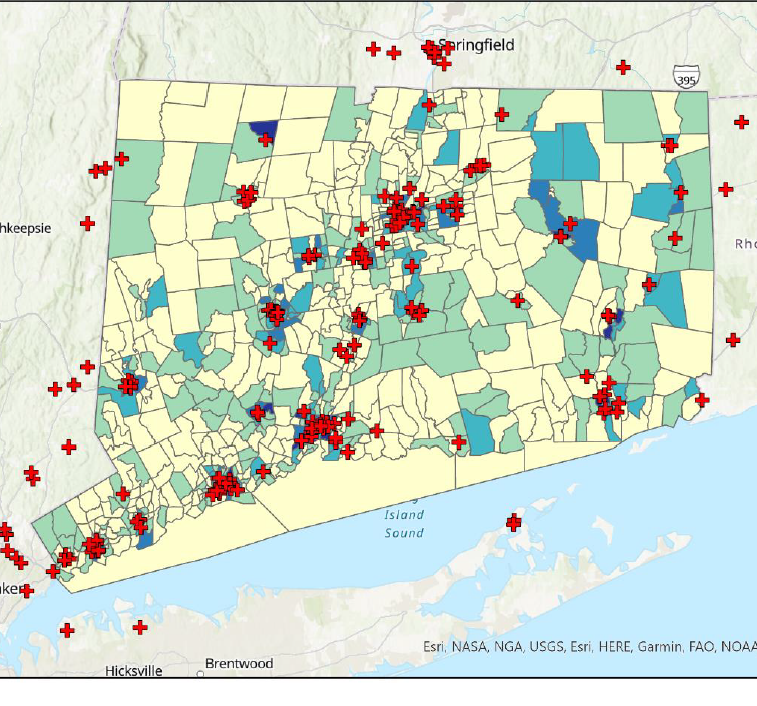 Springfield
395
hkeepsie
Rho
Island
Sound
ker
Esri, NASA, NGA, USGS, Esri, HERE, Garmin, FAO, NOAA
Brentwood
Hicksville